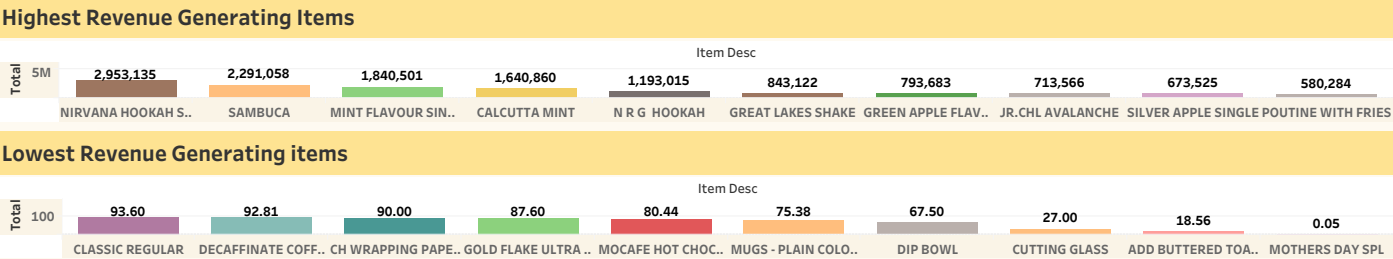 Highest Revenue Generating Items
Item Desc
Total
5M
2,953,135 2,291,058 1,840,501 1,640,860 1,193,015 843,122 793,683 713,566 673,525 580,284
NIRVANA HOOKAH S.. SAMBUCA MINT FLAVOUR SIN.. CALCUTTA MINT N R G HOOKAH GREAT LAKES SHAKE GREEN APPLE FLAV.. JR.CHL AVALANCHE SILVER APPLE SINGLE POUTINE WITH FRIES
Lowest Revenue Generating items
Item Desc
Total
100
93.60 92.81 90.00 87.60 80.44 75.38 67.50 27.00 18.56 0.05
CLASSIC REGULAR DECAFFINATE COFF.. CH WRAPPING PAPE.. GOLD FLAKE ULTRA .. MOCAFE HOT CHOC.. MUGS - PLAIN COLO.. DIP BOWL CUTTING GLASS ADD BUTTERED TOA.. MOTHERS DAY SPL